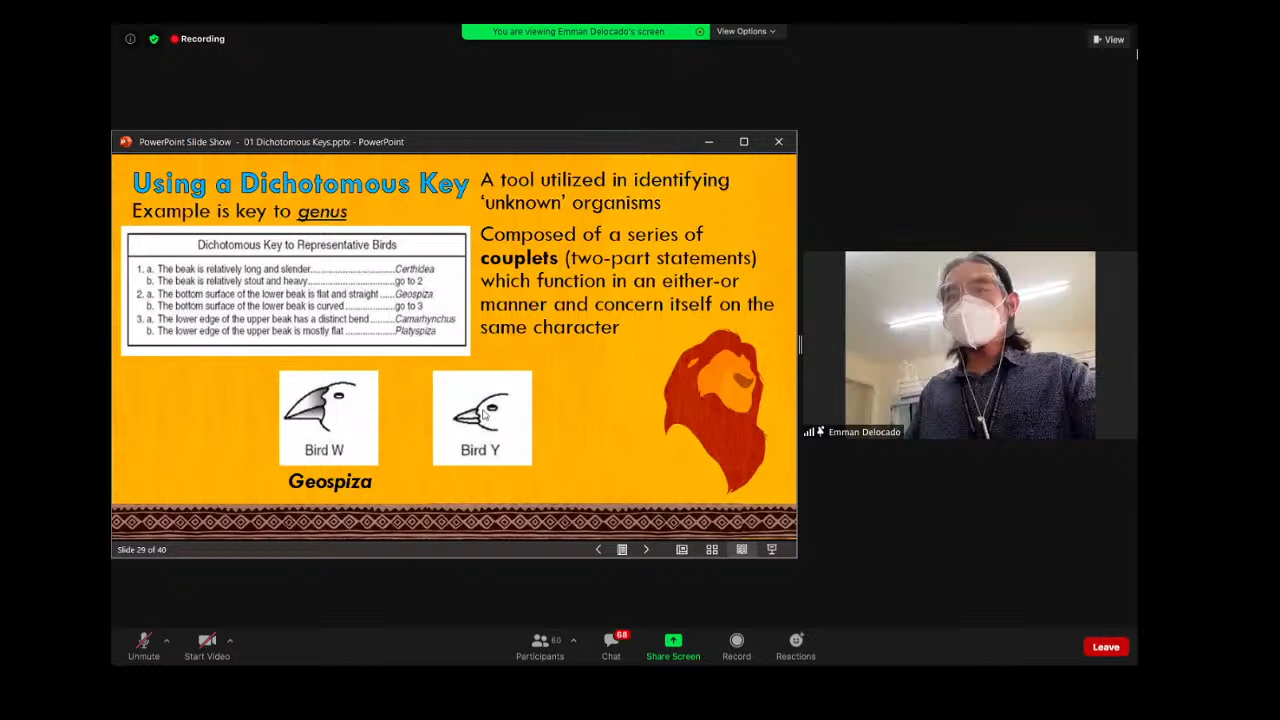 Recording
You are viewing Emman Delocado's screen
View Options
View
PowerPoint Slide Show - 01 Dichotomous Keys.pptx - PowerPoint
Using a Dichotomous Key
Example is key to genus
Dichotomous Key to Representative Birds
1. a. The beak is relatively long and slender..............................Certhidea
b. The beak is relatively stout and heavy..............................go to 2
2. a. The bottom surface of the lower beak is flat and straight .....Geospiza
b. The bottom surface of the lower beak is curved ..................go to 3
3. a. The lower edge of the upper beak has a distinct bend .........Camarhynchus
b. The lower edge of the upper beak is mostly flat ..................Platyspiza
A tool utilized in identifying
‘unknown’ organisms
Composed of a series of
couplets (two-part statements)
which function in an either-or
manner and concern itself on the
same character
Bird W
Bird Y
Geospiza
Slide 29 of 40
Emman Delocado
Unmute
Start Video
60
Participants
68
Chat
Share Screen
Record
Reactions
Leave